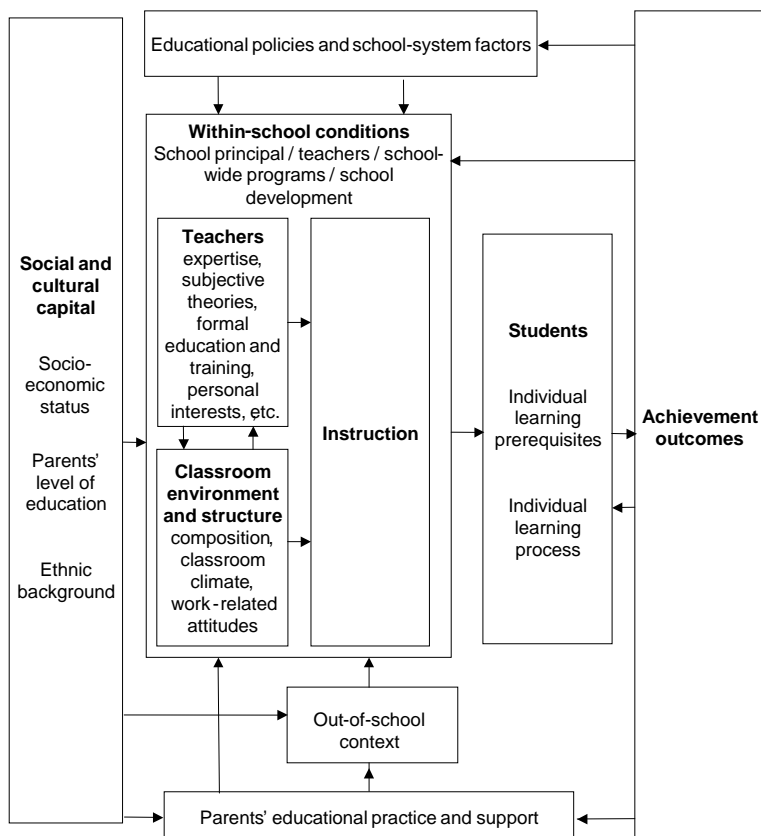 Educational policies and school-system factors
Within-school conditions
School principal / teachers / school-
wide programs / school
development
Social and
cultural
capital
Socio-
economic
status
Parents'
level of
education
Ethnic
background
Teachers
expertise,
subjective
theories,
formal
education and
training,
personal
interests, etc.
Classroom
environment
and structure
composition,
classroom
climate,
work-related
attitudes
Instruction
Students
Individual
learning
prerequisites
Individual
learning
process
Achievement
outcomes
Out-of-school
context
Parents' educational practice and support